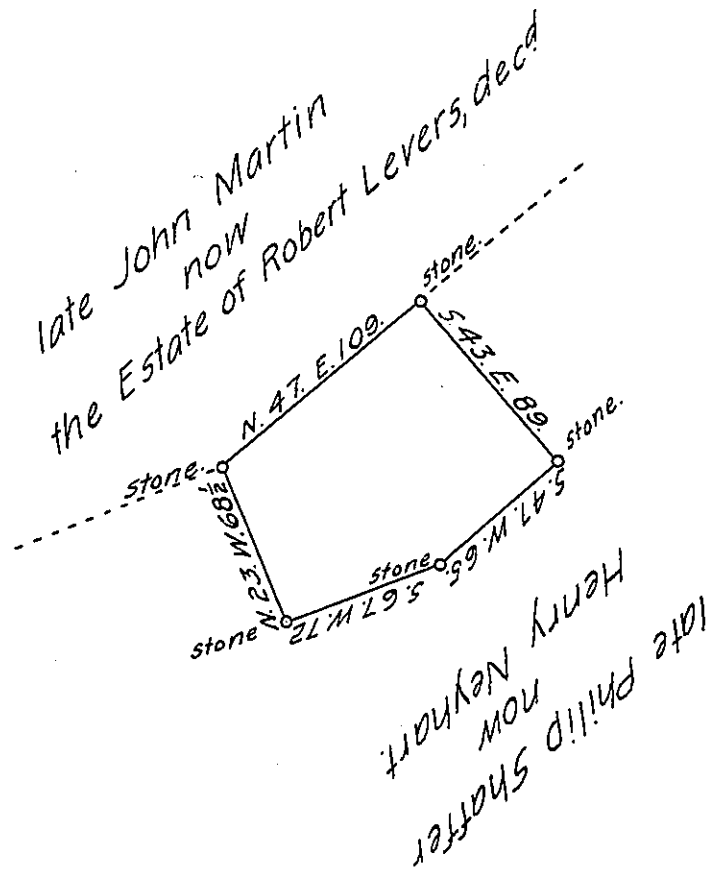 late John Martin
now
the Estate of Robert Levers, decd
stone.
N. 47. E. 109.
S. 43. E. 89.
stone.
stone.
N. 23. W. 68½
S. 47. W. 65.
stone
S. 67. W. 72
stone
late Philip Shaffer
now
Henry Neyhart.